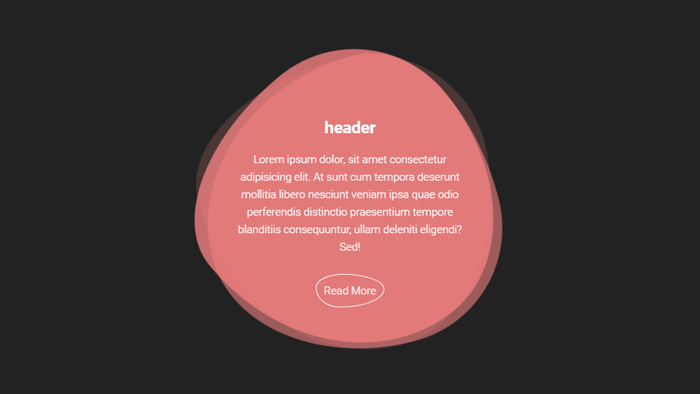 header
Lorem ipsum dolor, sit amet consectetur
adipisicing elit. At sunt cum tempora deserunt
mollitia libero nesciunt veniam ipsa quae odio
perferendis distinctio praesentium tempore
blanditiis consequuntur, ullam deleniti eligendi?
Sed!
Read More